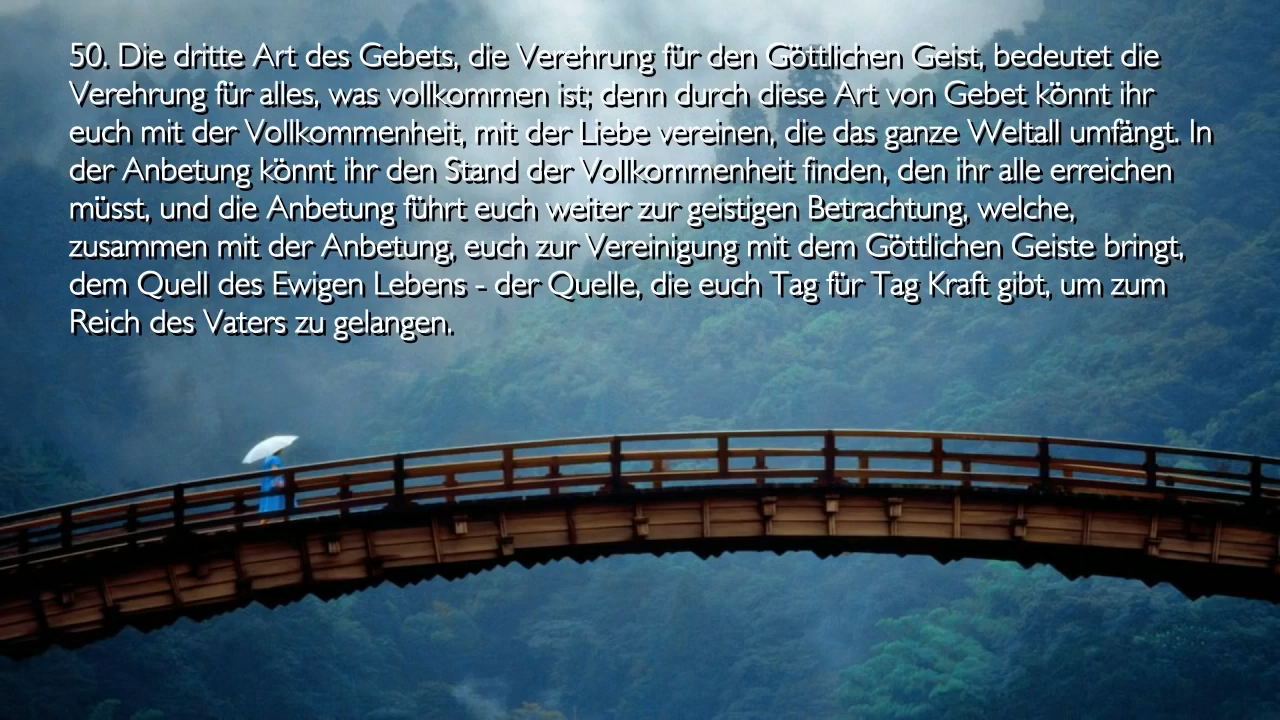 50. Die dritte Art des Gebets, die Verehrung für den Göttlichen Geist, bedeutet die
Verehrung für alles, was vollkommen ist; denn durch diese Art von Gebet könnt ihr
euch mit der Vollkommenheit, mit der Liebe vereinen, die das ganze Weltall umfängt. In
der Anbetung könnt ihr den Stand der Vollkommenheit finden, den ihr alle erreichen
müsst, und die Anbetung führt euch weiter zur geistigen Betrachtung, welche,
zusammen mit der Anbetung, euch zur Vereinigung mit dem Göttlichen Geiste bringt,
dem Quell des Ewigen Lebens - der Quelle, die euch Tag für Tag Kraft gibt, um zum
Reich des Vaters zu gelangen.